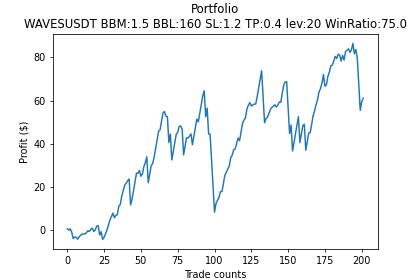 Portfolio
WAVESUSDT BBM:1.5 BBL:160 SL:1.2 TP:0.4 lev:20 WinRatio:75.0
Profit ($)
80
60
40
20
0
0 25 50 75 100 125 150 175 200
Trade counts